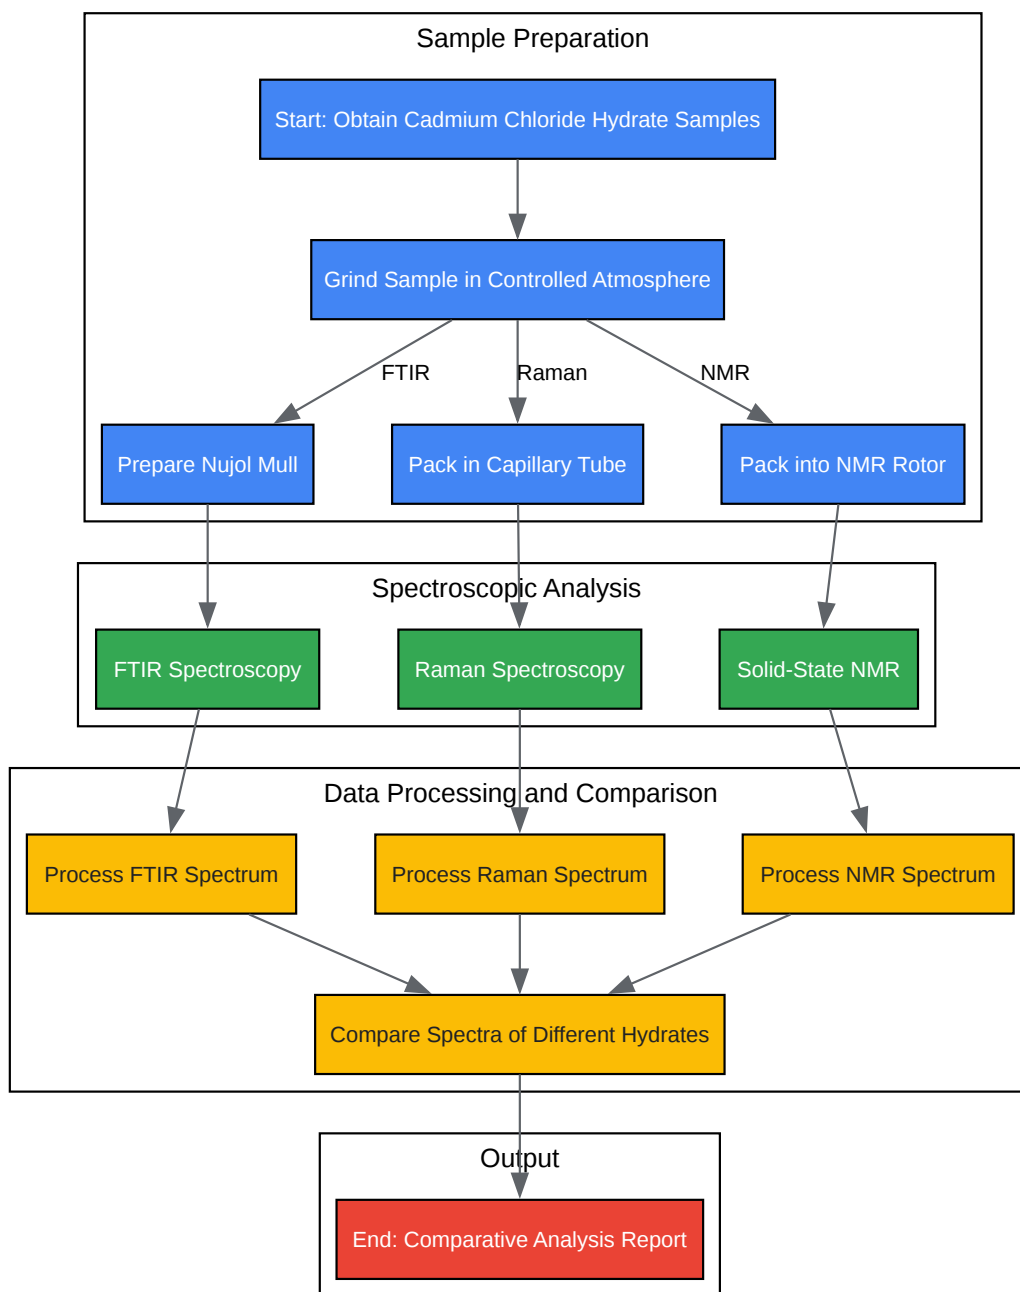 Sample Preparation
Start: Obtain Cadmium Chloride Hydrate Samples
Grind Sample in Controlled Atmosphere
FTIR
Raman
NMR
Prepare Nujol Mull
Pack in Capillary Tube
Pack into NMR Rotor
Spectroscopic Analysis
FTIR Spectroscopy
Raman Spectroscopy
Solid-State NMR
Data Processing and Comparison
Process FTIR Spectrum
Process Raman Spectrum
Process NMR Spectrum
Compare Spectra of Different Hydrates
Output
End: Comparative Analysis Report